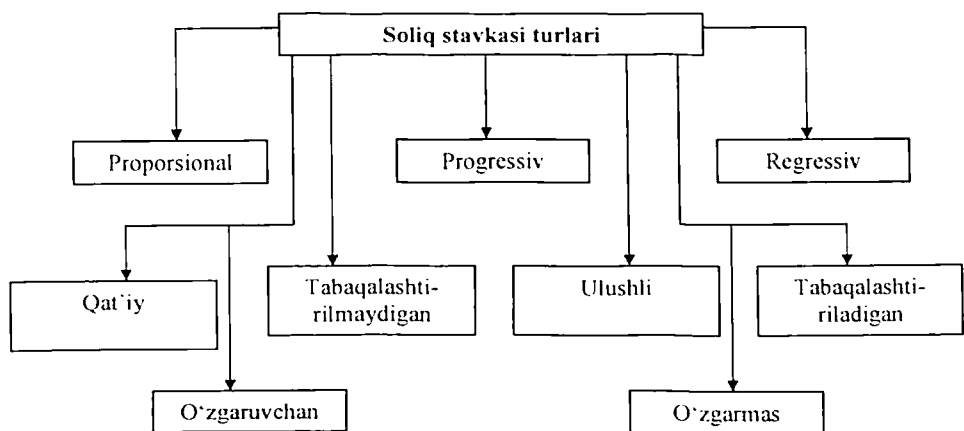 Soliq stavkasi turlari
Proporsional
Progressiv
Regressiv
Qat`iy
Tabaqalashti-
rilmaydigan
Ulushli
Tabaqalashti-
riladigan
O‘zgaruvchan
O‘zgarmas